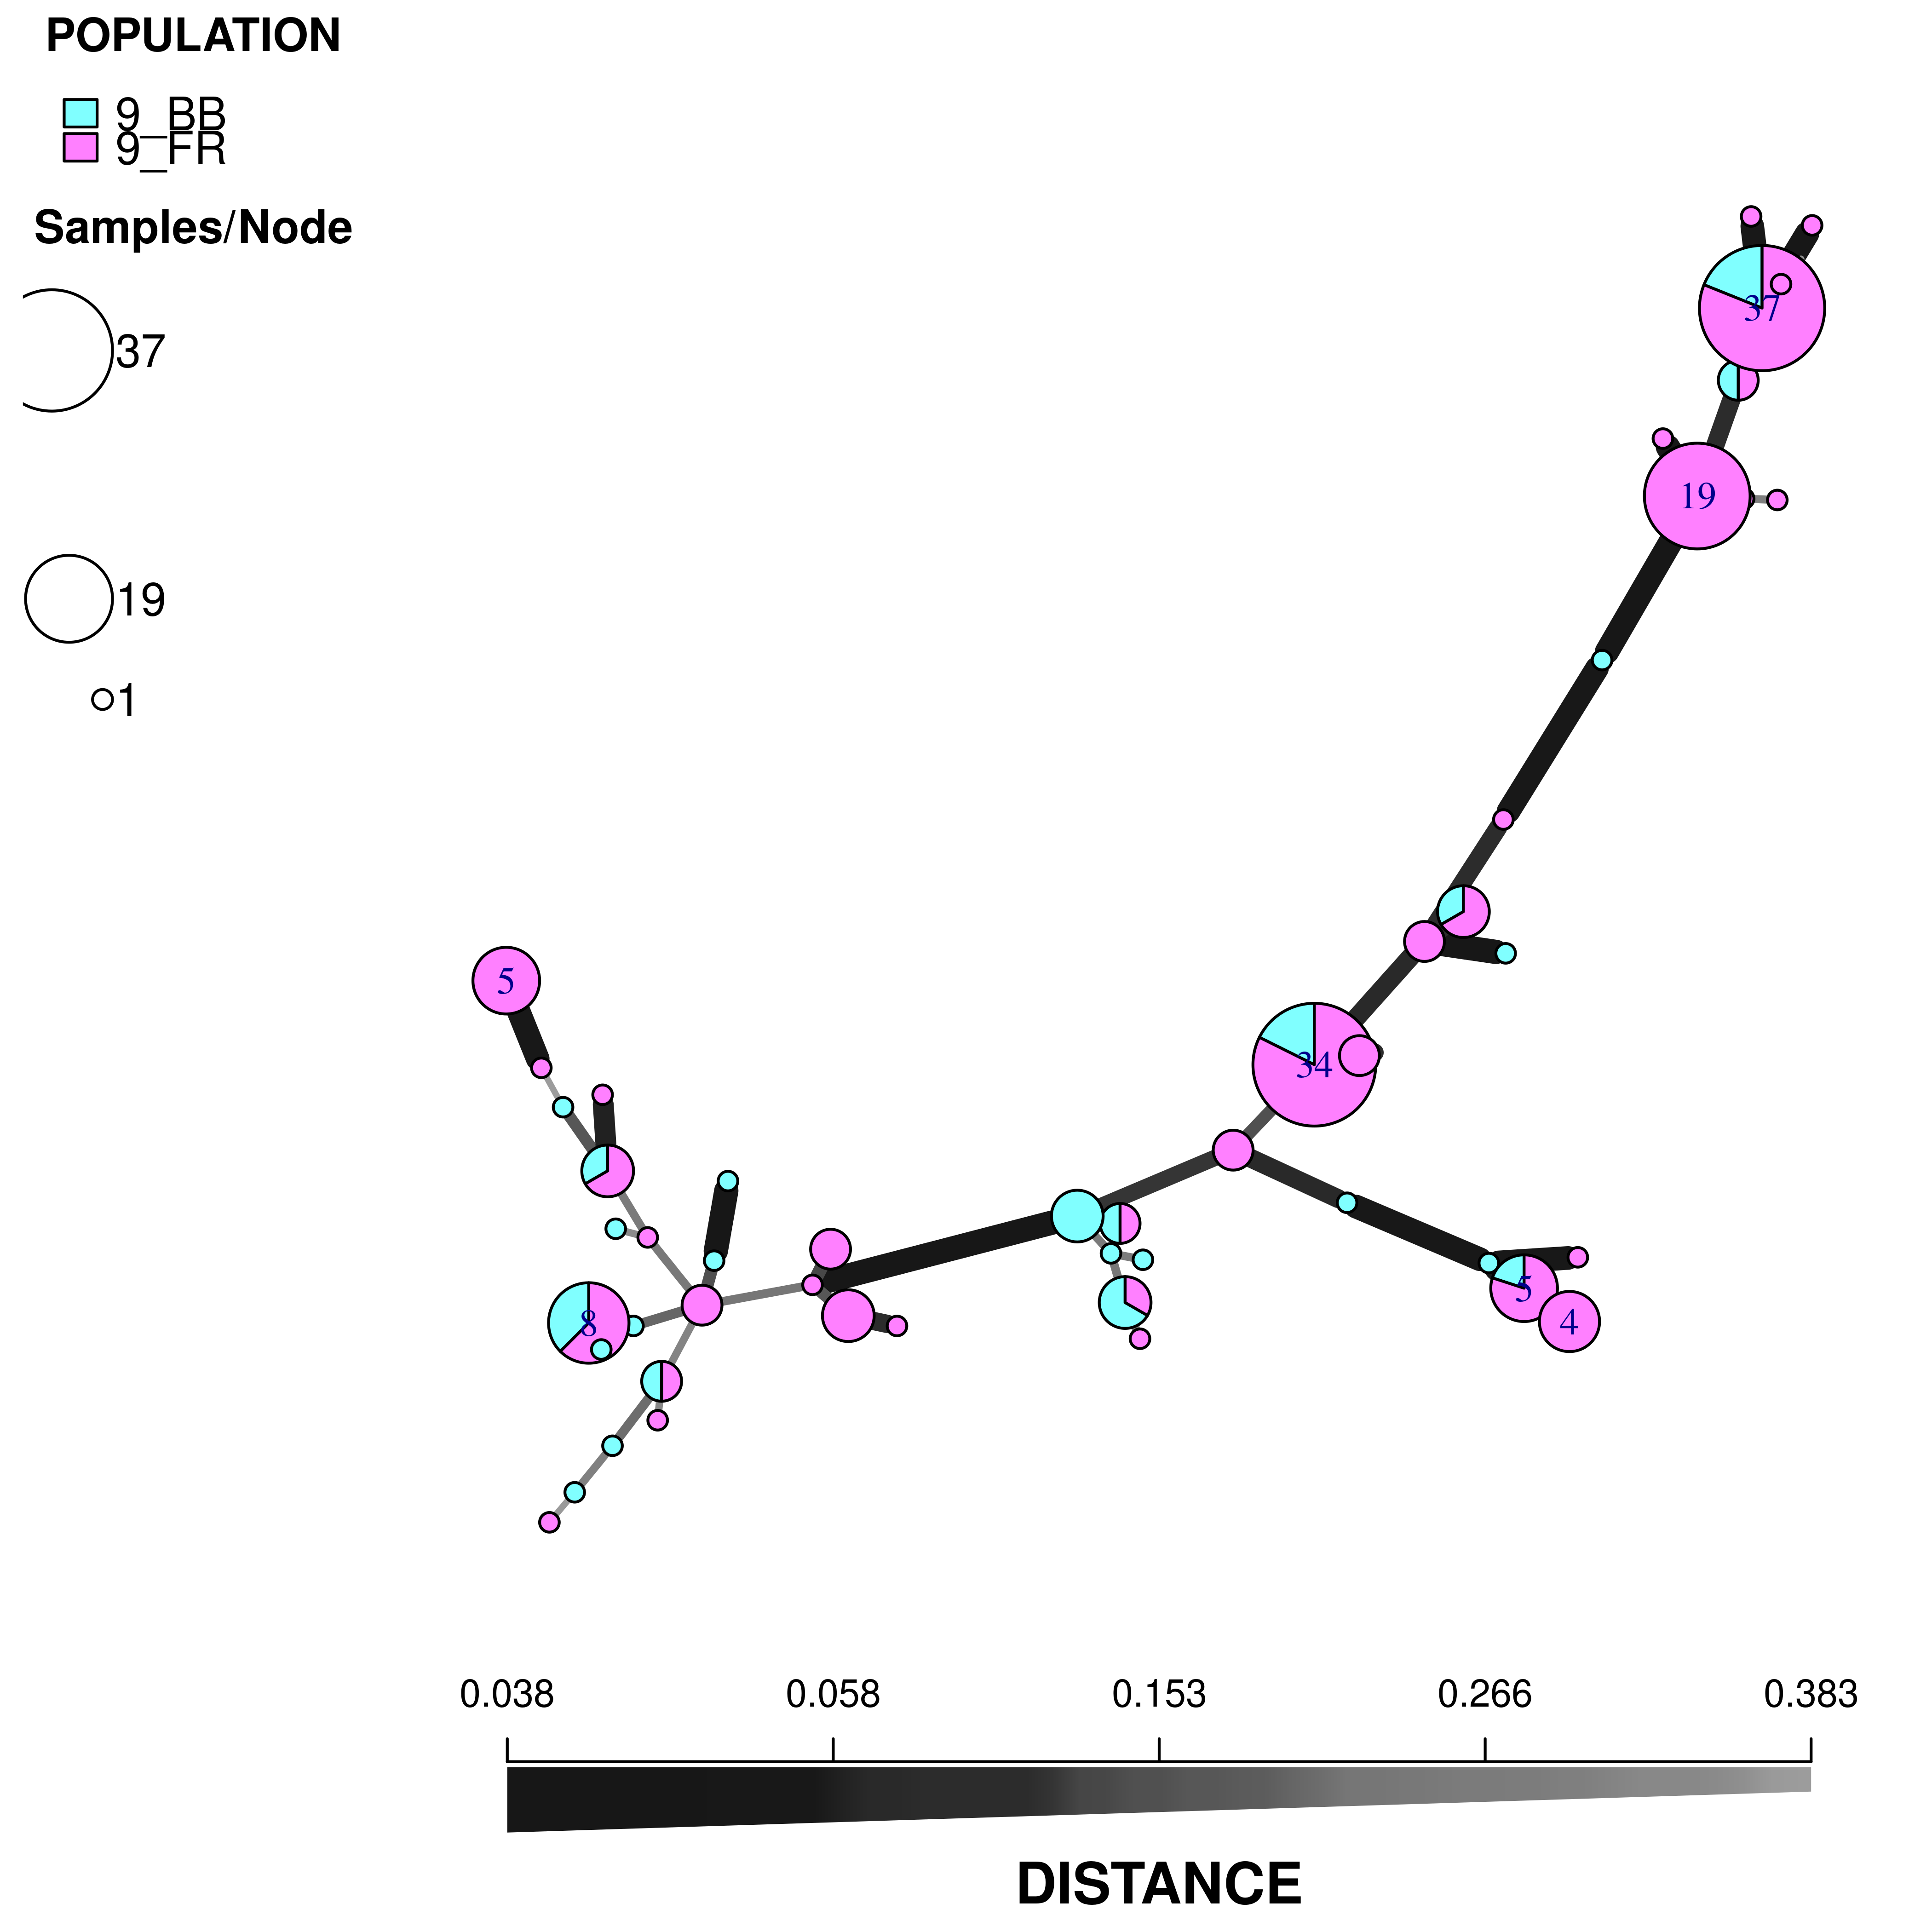 POPULATION
9_BB
9_FR
Samples/Node
37
19
1
37
19
5
34
8
5
4
0.038 0.058 0.153 0.266 0.383
DISTANCE